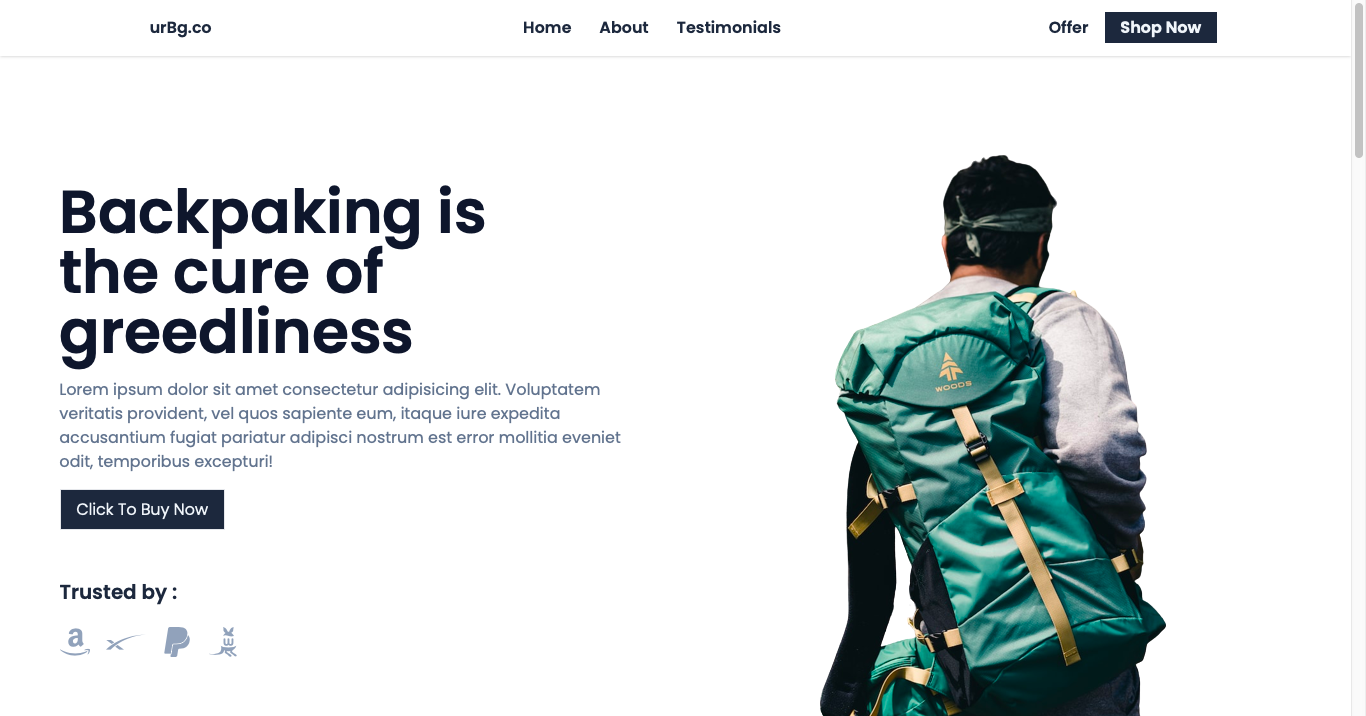 urBg.co
Home About Testimonials
Offer Shop Now
Backpaking is
the cure of
greedliness
Lorem ipsum dolor sit amet consectetur adipisicing elit. Voluptatem
veritatis provident, vel quos sapiente eum, itaque iure expedita
accusantium fugiat pariatur adipisci nostrum est error mollitia eveniet
odit, temporibus excepturi!
Click To Buy Now
Trusted by :
WOODS